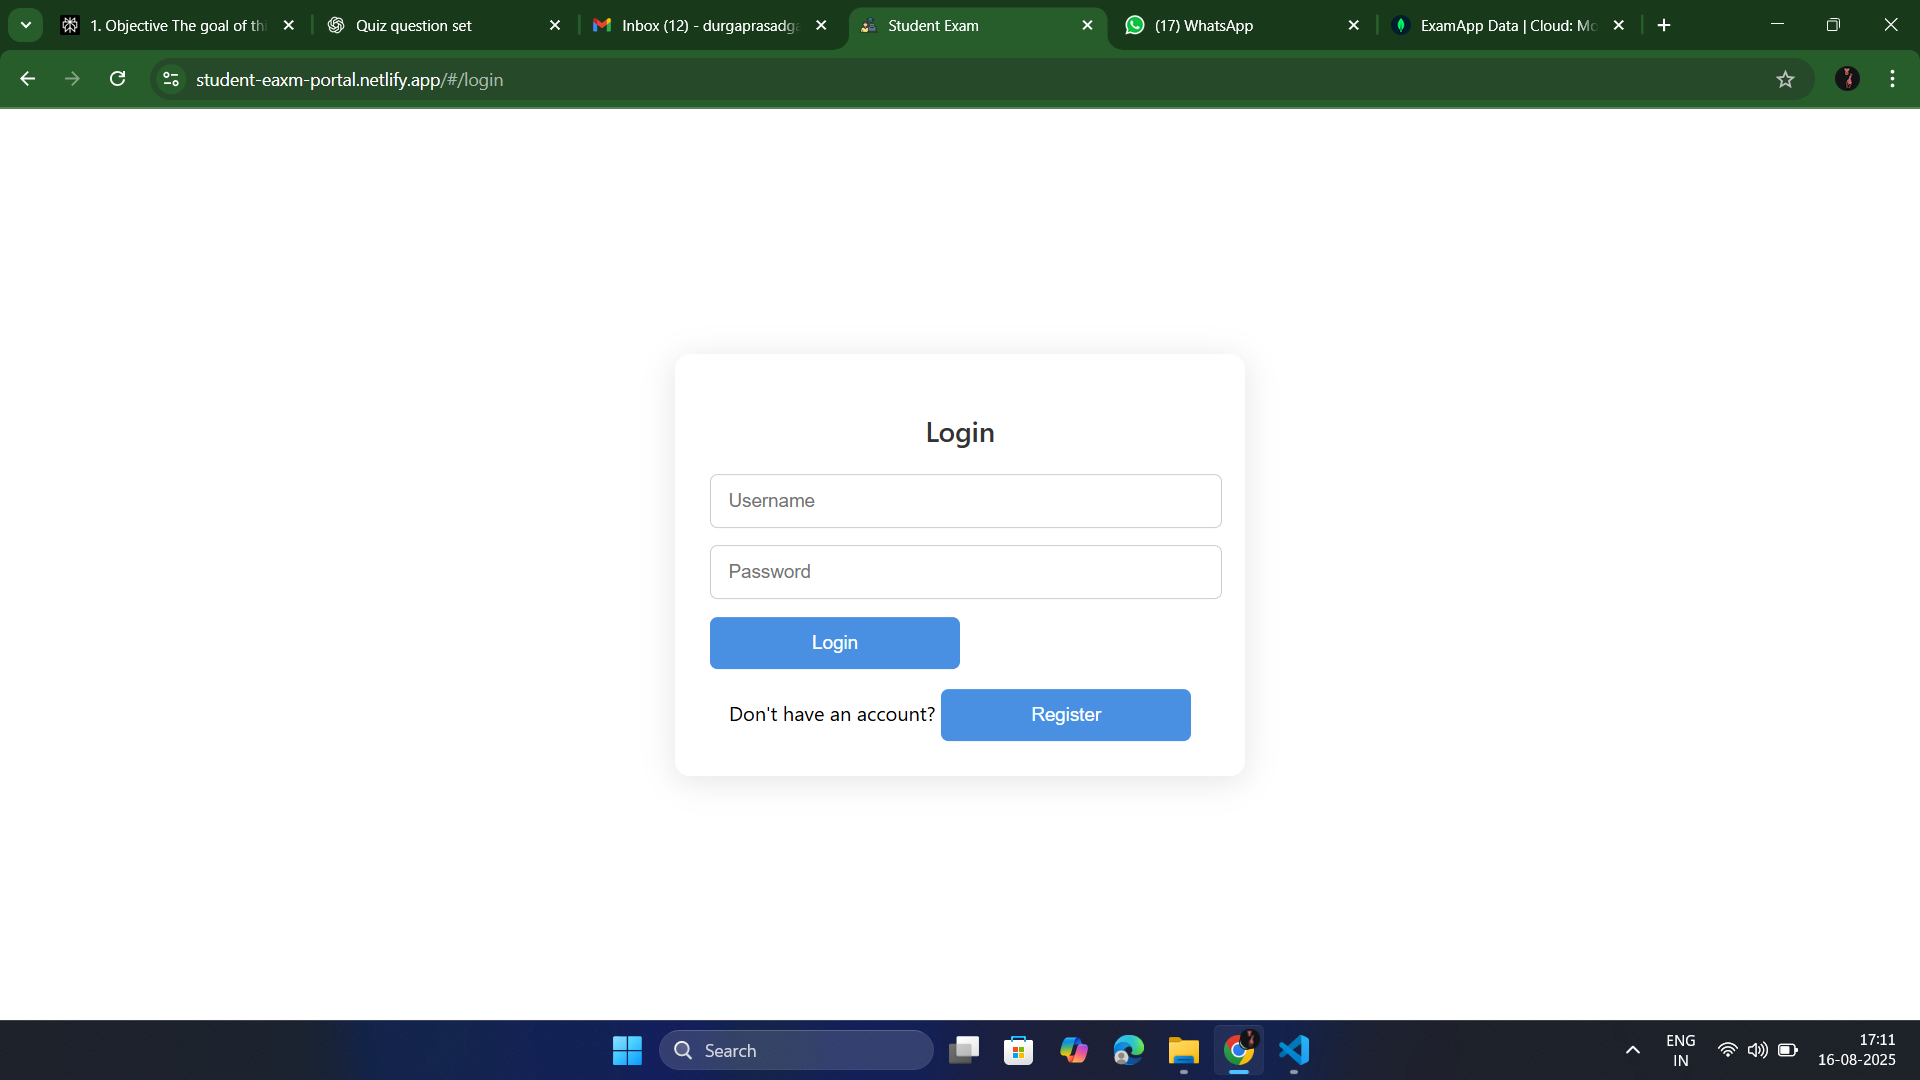 1. Objective The goal of thi
Quiz question set
Inbox (12) - durgaprasadga
Student Exam
(17) WhatsApp
ExamApp Data | Cloud: Mo
student-eaxm-portal.netlify.app/#/login
Login
Username
Password
Login
Don't have an account? Register
Search
ENG
IN
17:11
16-08-2025